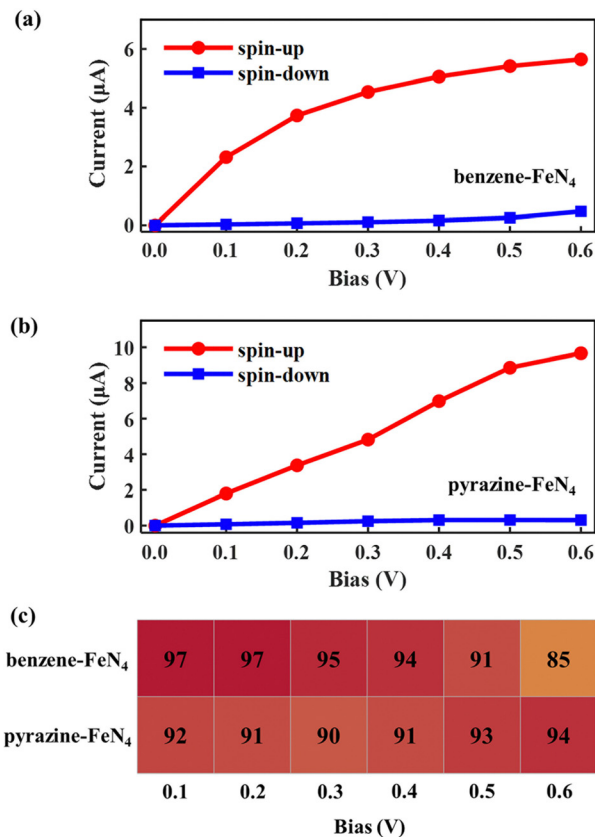 (a)
6
4
2
0
Current (μA)
spin-up
spin-down
benzene-FeN4
0.0 0.1 0.2 0.3 0.4 0.5 0.6
Bias (V)
(b)
10
8
6
4
2
0
Current (μA)
spin-up
spin-down
pyrazine-FeN4
0.0 0.1 0.2 0.3 0.4 0.5 0.6
Bias (V)
(c)
benzene-FeN4 97 97 95 94 91 85
pyrazine-FeN4 92 91 90 91 93 94
0.1 0.2 0.3 0.4 0.5 0.6
Bias (V)